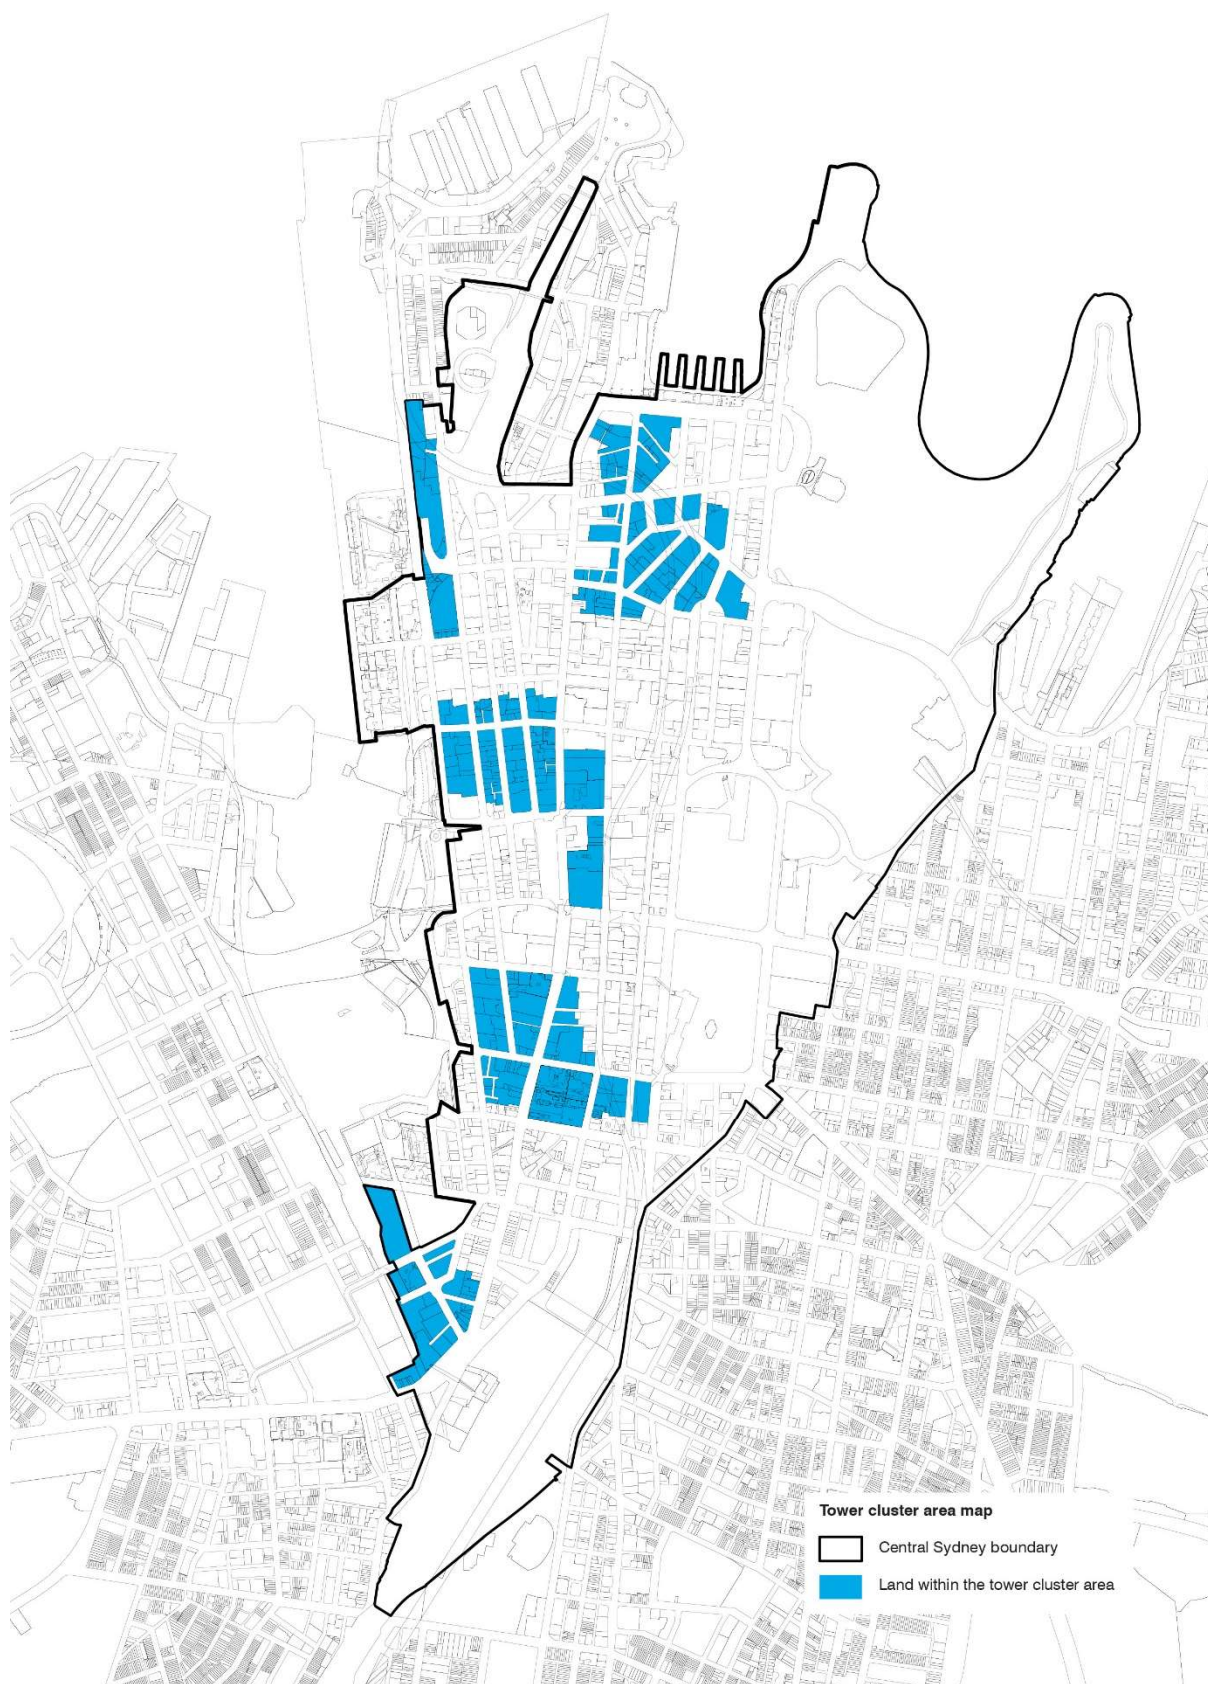 Tower cluster area map
Central Sydney boundary
Land within the tower cluster area